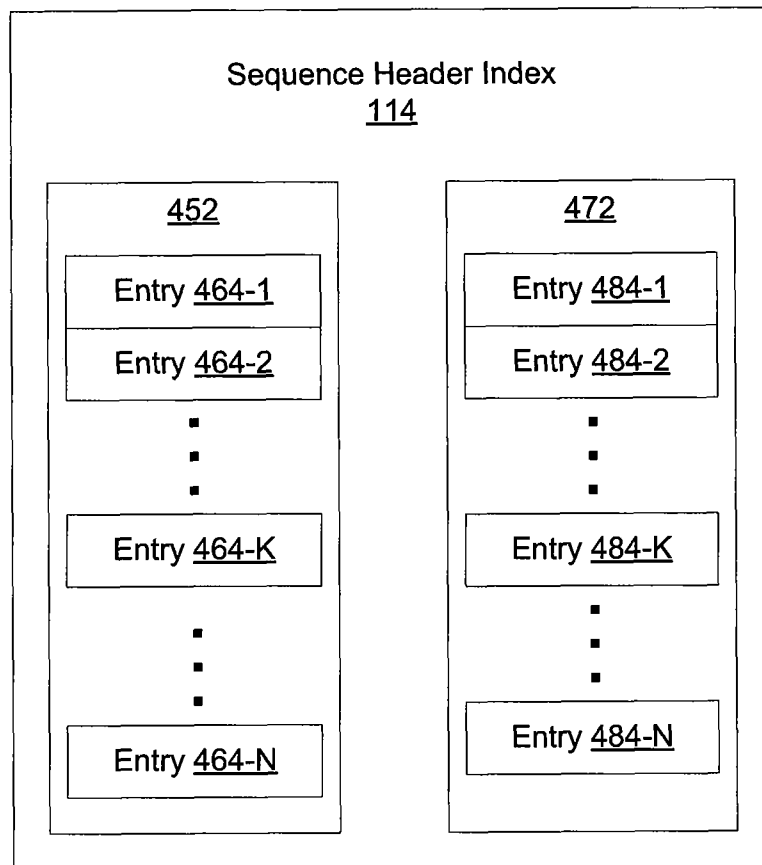 Sequence Header Index
114
452
Entry 464-1
Entry 464-2
Entry 464-K
Entry 464-N
472
Entry 484-1
Entry 484-2
Entry 484-K
Entry 484-N